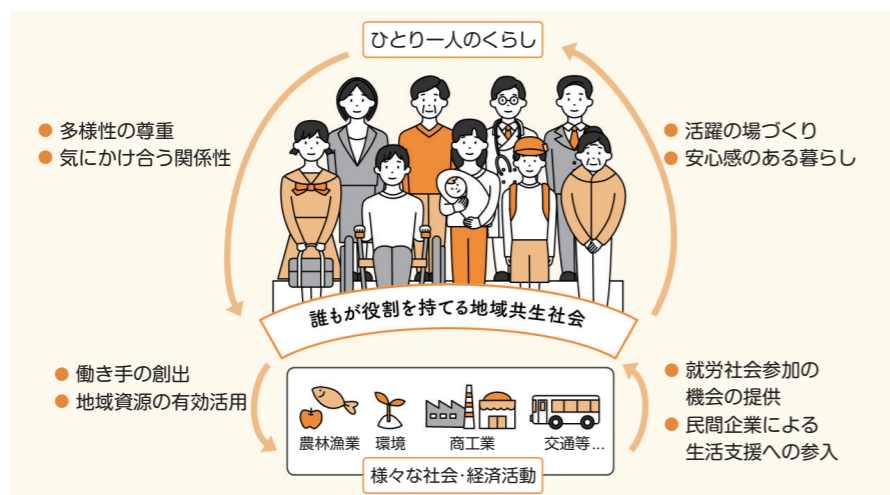 ひとり一人のくらし
● 多様性の尊重
● 気にかけ合う関係性
● 活躍の場づくり
● 安心感のある暮らし
誰もが役割を持てる地域共生社会
● 働き手の創出
● 地域資源の有効活用
● 就労社会参加の
機会の提供
● 民間企業による
生活支援への参入
農林漁業 環境 商工業 交通等…
様々な社会・経済活動